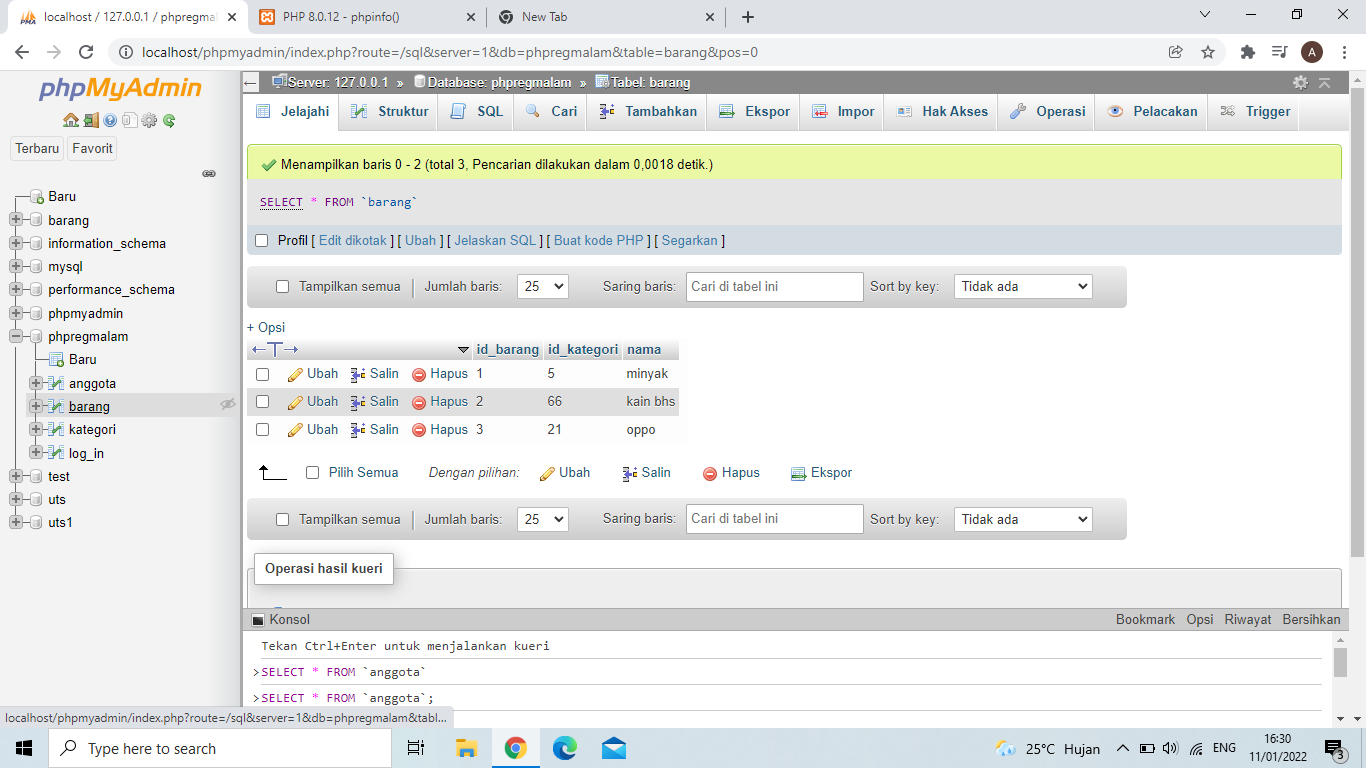 localhost / 127.0.0.1 / phpregmala
PHP 8.0.12 - phpinfo()
New Tab
localhost/phpmyadmin/index.php?route=/sql&server=1&db=phpregmalam&table=barang&pos=0
A
phpMyAdmin
Terbaru Favorit
Baru
barang
information_schema
mysql
performance_schema
phpmyadmin
phpregmalam
Baru
anggota
barang
kategori
log_in
test
uts
uts1
Server: 127.0.0.1 » Database: phpregmalam » Tabel: barang
Jelajahi Struktur SQL Cari Tambahkan Ekspor Impor Hak Akses Operasi Pelacakan Trigger
Menampilkan baris 0 - 2 (total 3, Pencarian dilakukan dalam 0,0018 detik.)
SELECT * FROM `barang`
Profil [ Edit dikotak ] [ Ubah ] [ Jelaskan SQL ] [ Buat kode PHP ] [ Segarkan ]
Tampilkan semua Jumlah baris: 25 Saring baris: Cari di tabel ini Sort by key: Tidak ada
+ Opsi
id_barang id_kategori nama
Ubah Salin Hapus 1 5 minyak
Ubah Salin Hapus 2 66 kain bhs
Ubah Salin Hapus 3 21 oppo
Pilih Semua Dengan pilihan: Ubah Salin Hapus Ekspor
Tampilkan semua Jumlah baris: 25 Saring baris: Cari di tabel ini Sort by key: Tidak ada
Operasi hasil kueri
Konsol Bookmark Opsi Riwayat Bersihkan
Tekan Ctrl+Enter untuk menjalankan kueri
>SELECT * FROM `anggota`
>SELECT * FROM `anggota`;
localhost/phpmyadmin/index.php?route=/sql&server=1&db=phpregmalam&tabl...
Type here to search
25°C Hujan
ENG
16:30
11/01/2022
3